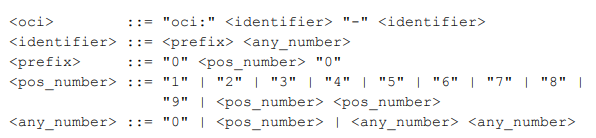 <oci> ::= "oci:" <identifier> "-" <identifier>
<identifier> ::= <prefix> <any_number>
<prefix> ::= "0" <pos_number> "0"
<pos_number> ::= "1" | "2" | "3" | "4" | "5" | "6" | "7" | "8" |
"9" | <pos_number> <pos_number>
<any_number> ::= "0" | <pos_number> | <any_number> <any_number>